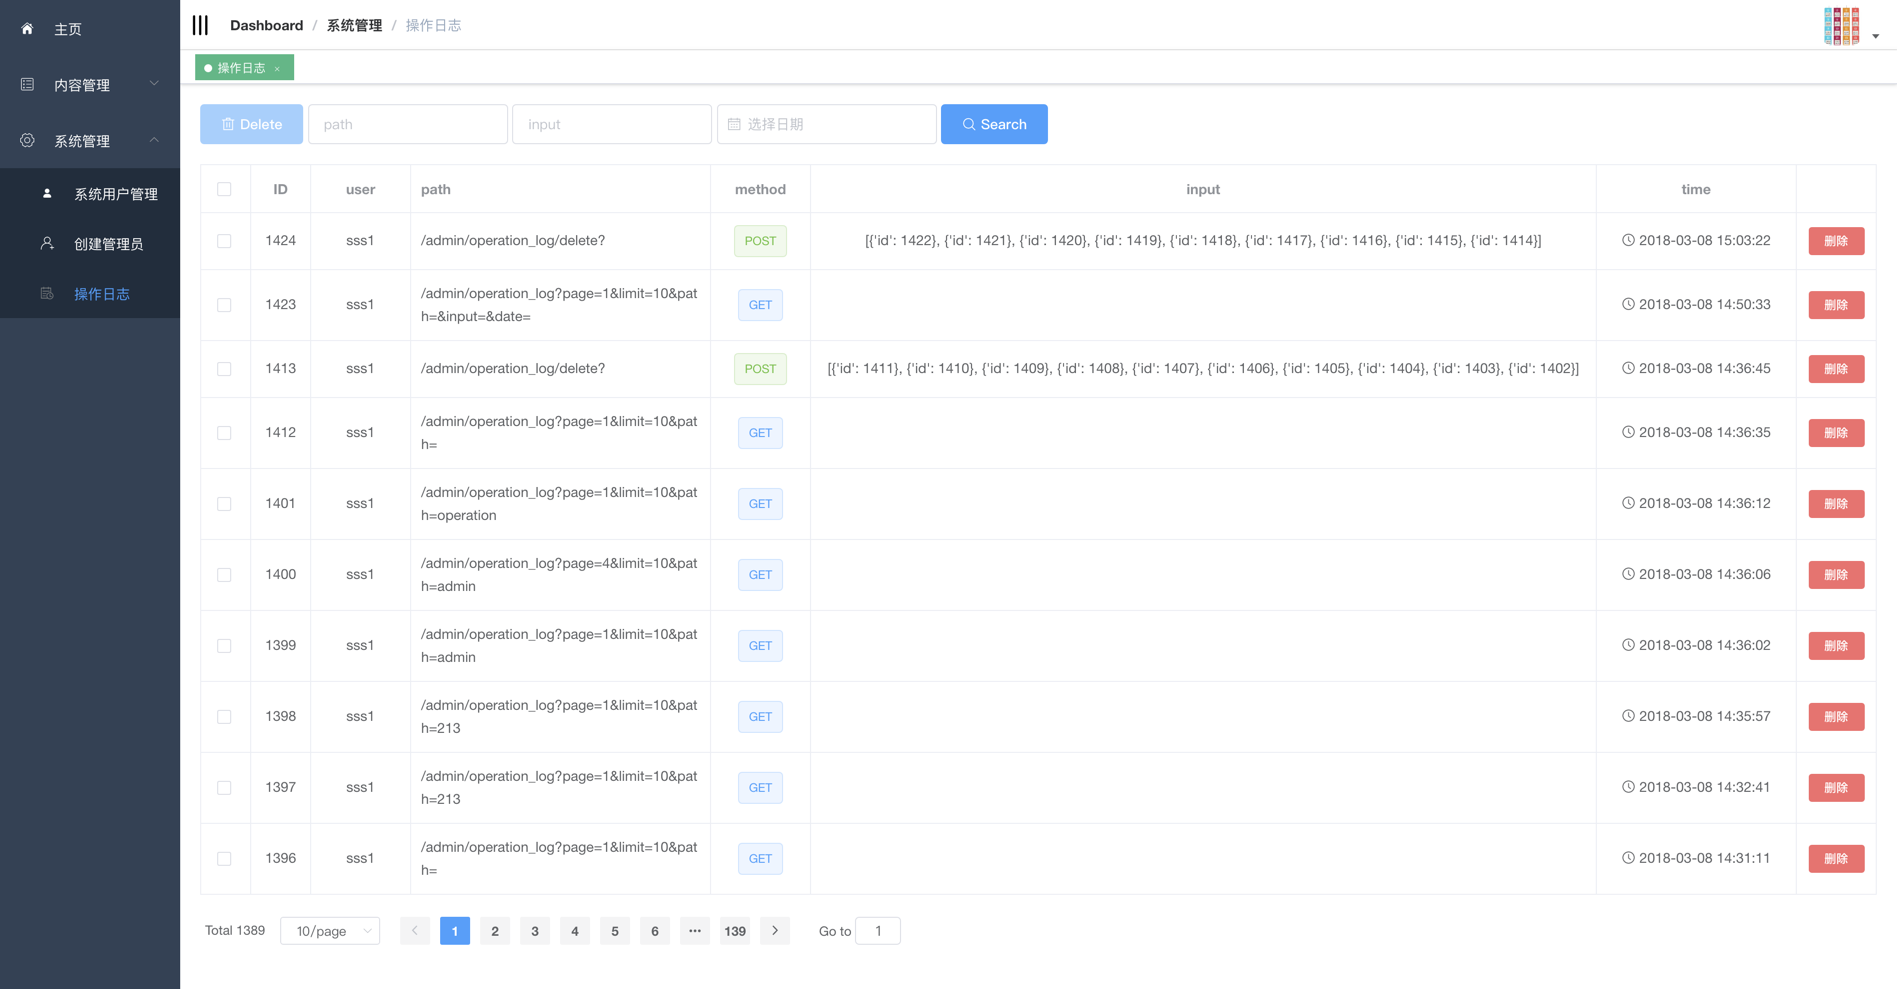 主页
内容管理
系统管理
系统用户管理
创建管理员
操作日志
Dashboard / 系统管理 / 操作日志
操作日志 ×
Delete path input 选择日期 Search
ID user path method input time
1424 sss1 /admin/operation_log/delete? POST [{'id': 1422}, {'id': 1421}, {'id': 1420}, {'id': 1419}, {'id': 1418}, {'id': 1417}, {'id': 1416}, {'id': 1415}, {'id': 1414}] 2018-03-08 15:03:22 删除
1423 sss1 /admin/operation_log?page=1&limit=10&pat
h=&input=&date= GET 2018-03-08 14:50:33 删除
1413 sss1 /admin/operation_log/delete? POST [{'id': 1411}, {'id': 1410}, {'id': 1409}, {'id': 1408}, {'id': 1407}, {'id': 1406}, {'id': 1405}, {'id': 1404}, {'id': 1403}, {'id': 1402}] 2018-03-08 14:36:45 删除
1412 sss1 /admin/operation_log?page=1&limit=10&pat
h= GET 2018-03-08 14:36:35 删除
1401 sss1 /admin/operation_log?page=1&limit=10&pat
h=operation GET 2018-03-08 14:36:12 删除
1400 sss1 /admin/operation_log?page=4&limit=10&pat
h=admin GET 2018-03-08 14:36:06 删除
1399 sss1 /admin/operation_log?page=1&limit=10&pat
h=admin GET 2018-03-08 14:36:02 删除
1398 sss1 /admin/operation_log?page=1&limit=10&pat
h=213 GET 2018-03-08 14:35:57 删除
1397 sss1 /admin/operation_log?page=1&limit=10&pat
h=213 GET 2018-03-08 14:32:41 删除
1396 sss1 /admin/operation_log?page=1&limit=10&pat
h= GET 2018-03-08 14:31:11 删除
Total 1389 10/page 1 2 3 4 5 6 ••• 139 Go to 1